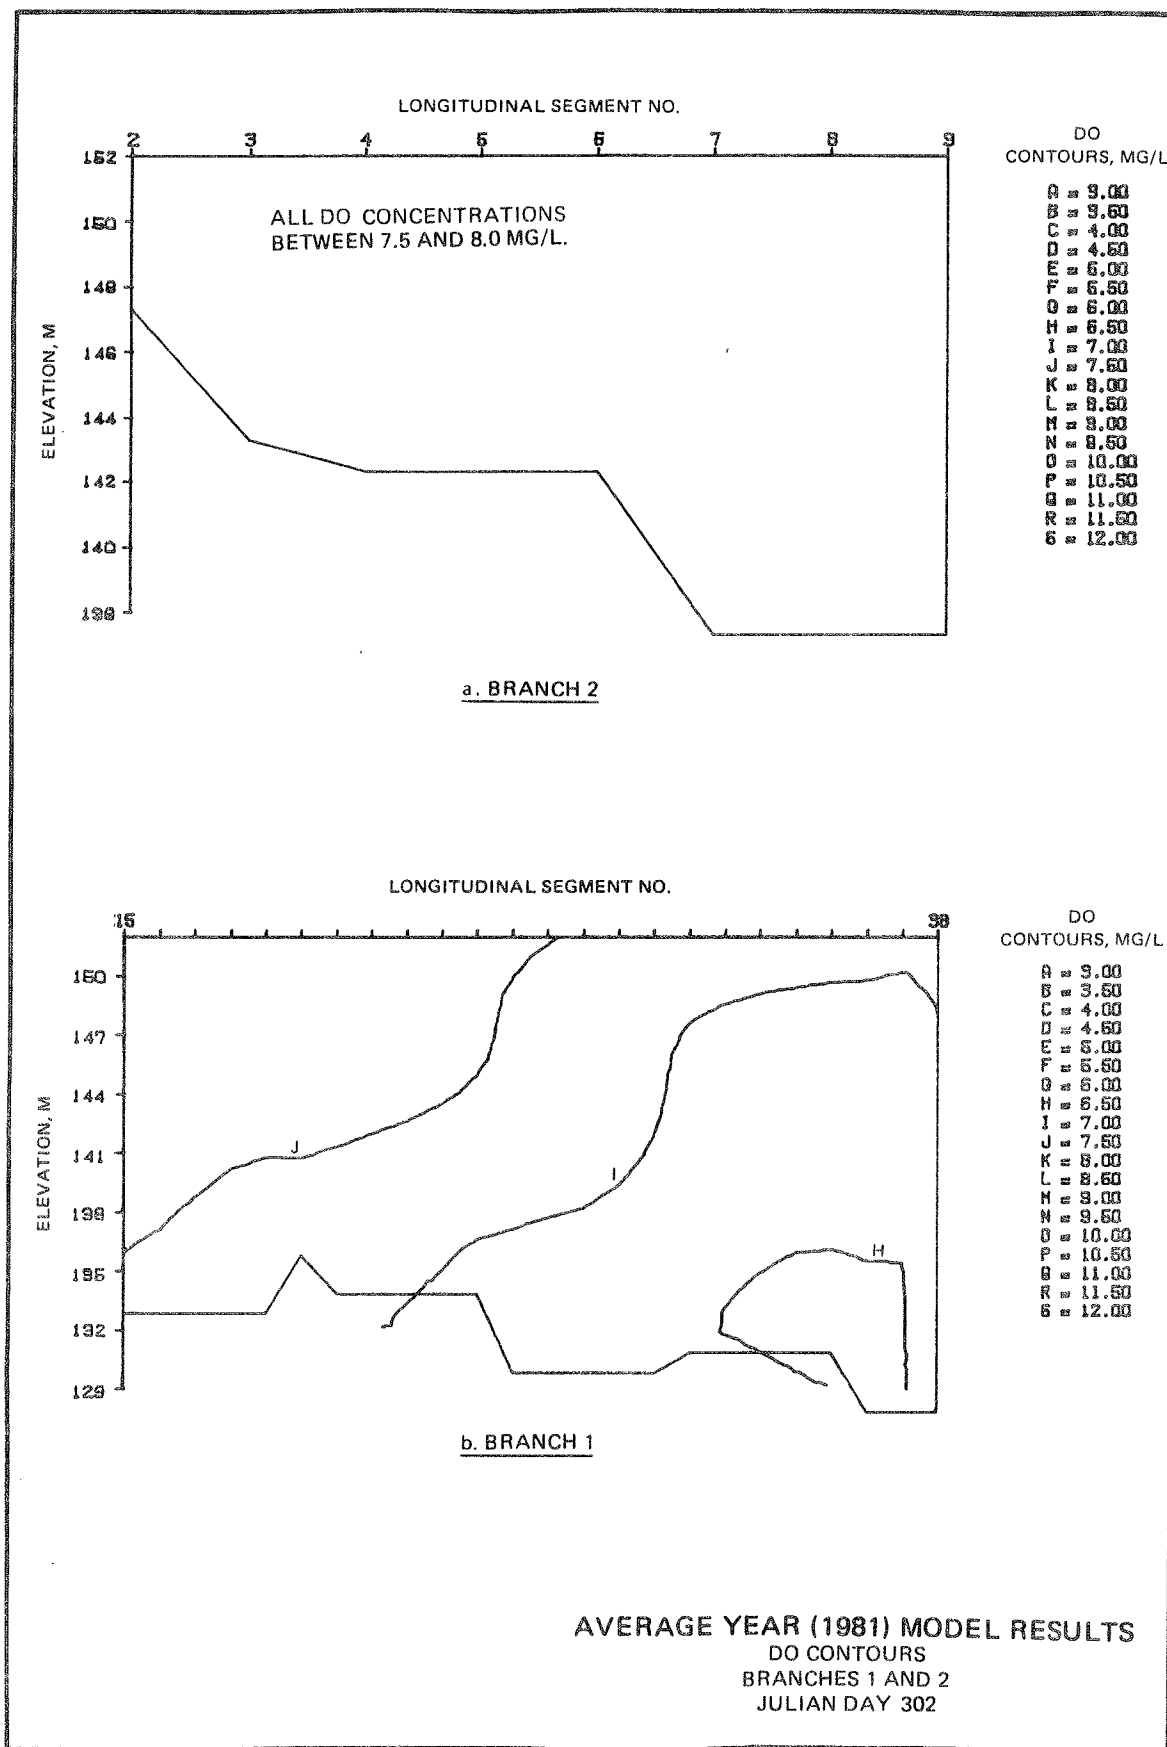 LONGITUDINAL SEGMENT NO.
2 3 4 5 6 7 8 9
152
150
148
146
144
142
140
138
ELEVATION, M
ALL DO CONCENTRATIONS
BETWEEN 7.5 AND 8.0 MG/L.
DO
CONTOURS, MG/L
A = 3.00
B = 3.50
C = 4.00
D = 4.50
E = 5.00
F = 5.50
G = 6.00
H = 6.50
I = 7.00
J = 7.50
K = 8.00
L = 8.50
M = 9.00
N = 9.50
O = 10.00
P = 10.50
Q = 11.00
R = 11.50
S = 12.00
a. BRANCH 2
LONGITUDINAL SEGMENT NO.
15 38
150
147
144
141
138
135
132
129
ELEVATION, M
J
I
H
DO
CONTOURS, MG/L
A = 3.00
B = 3.50
C = 4.00
D = 4.50
E = 5.00
F = 5.50
G = 6.00
H = 6.50
I = 7.00
J = 7.50
K = 8.00
L = 8.50
M = 9.00
N = 9.50
O = 10.00
P = 10.50
Q = 11.00
R = 11.50
S = 12.00
b. BRANCH 1
AVERAGE YEAR (1981) MODEL RESULTS
DO CONTOURS
BRANCHES 1 AND 2
JULIAN DAY 302